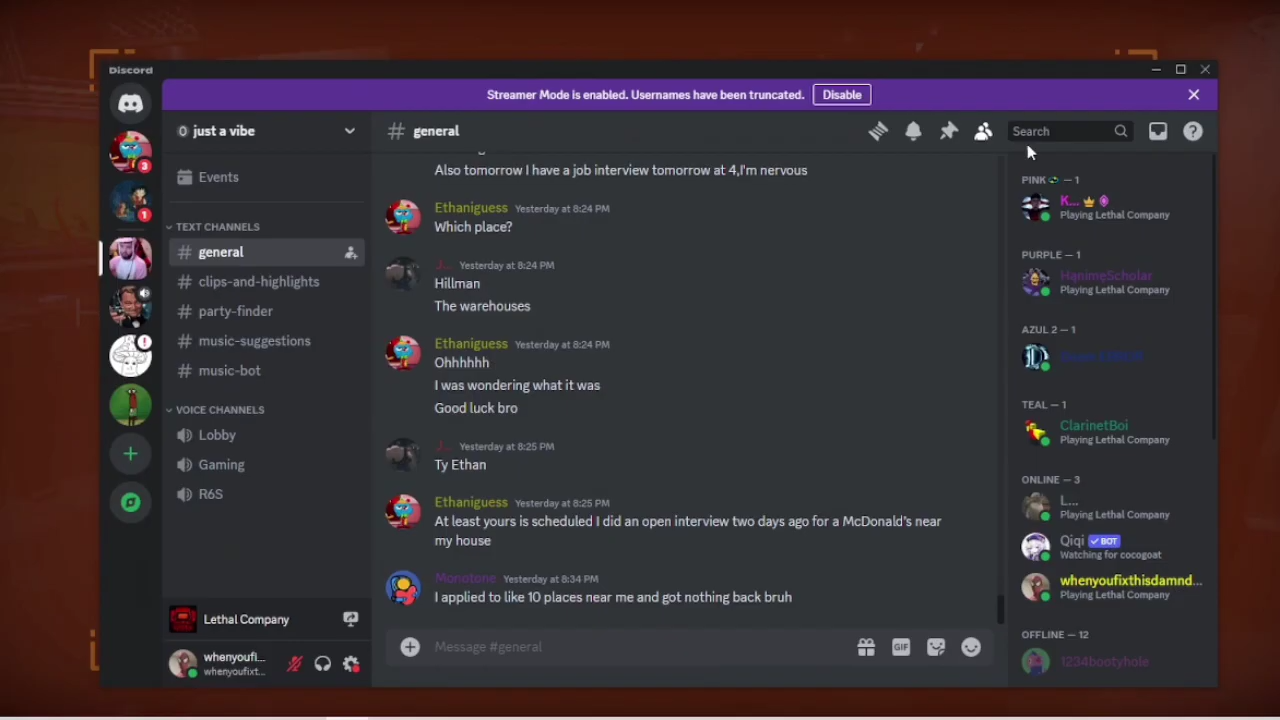 Discord
Streamer Mode is enabled. Usernames have been truncated. Disable
just a vibe
Events
TEXT CHANNELS
general
clips-and-highlights
party-finder
music-suggestions
music-bot
VOICE CHANNELS
Lobby
Gaming
R6S
Lethal Company
whenyoufi...
whenyoufixt...
# general
Search
Also tomorrow I have a job interview tomorrow at 4,I'm nervous
Ethaniguess Yesterday at 8:24 PM
Which place?
J... Yesterday at 8:24 PM
Hillman
The warehouses
Ethaniguess Yesterday at 8:24 PM
Ohhhhhh
I was wondering what it was
Good luck bro
J... Yesterday at 8:25 PM
Ty Ethan
Ethaniguess Yesterday at 8:25 PM
At least yours is scheduled I did an open interview two days ago for a McDonald's near
my house
Monotone Yesterday at 8:34 PM
I applied to like 10 places near me and got nothing back bruh
Message #general
GIF
PINK — 1
K...
Playing Lethal Company
PURPLE — 1
HanimeScholar
Playing Lethal Company
AZUL 2 — 1
TEAL — 1
ClarinetBoi
Playing Lethal Company
ONLINE — 3
L...
Playing Lethal Company
Qiqi BOT
Watching for cocogoat
whenyoufixthisdamnd...
Playing Lethal Company
OFFLINE — 12
1234bootyhole
3
1